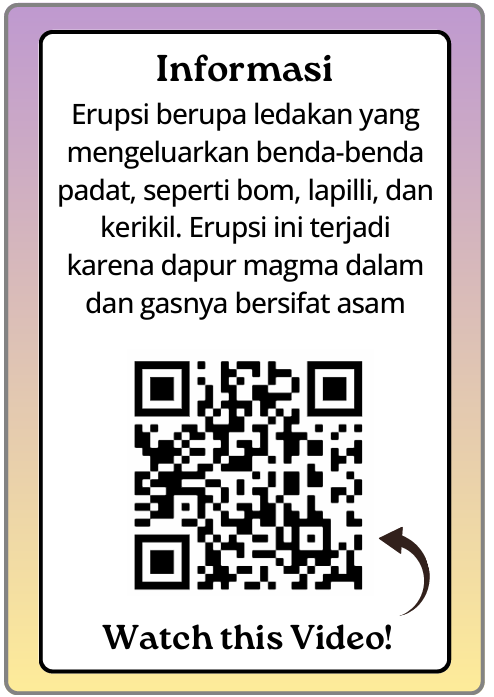 Informasi
Erupsi berupa ledakan yang
mengeluarkan benda-benda
padat, seperti bom, lapilli, dan
kerikil. Erupsi ini terjadi
karena dapur magma dalam
dan gasnya bersifat asam
Watch this Video!